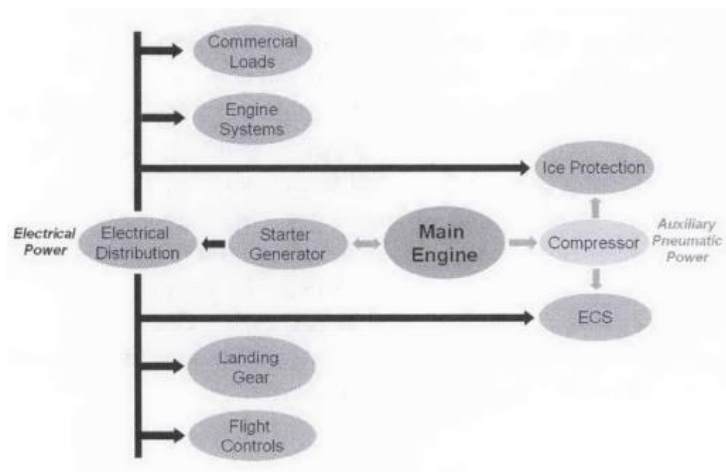 Commercial
Loads
Engine
Systems
Ice Protection
Electrical
Power
Electrical
Distribution
Starter
Generator
Main
Engine
Compressor
Auxiliary
Pneumatic
Power
ECS
Landing
Gear
Flight
Controls